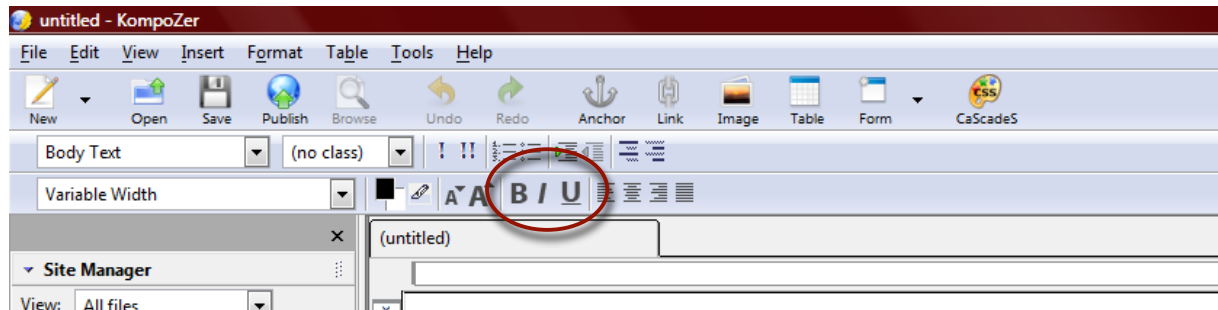 untitled - KompoZer
File Edit View Insert Format Table Tools Help
New Open Save Publish Browse Undo Redo Anchor Link Image Table Form CaScadeS
Body Text (no class) ! !!
Variable Width A A B I U
(untitled)
Site Manager
View: All files